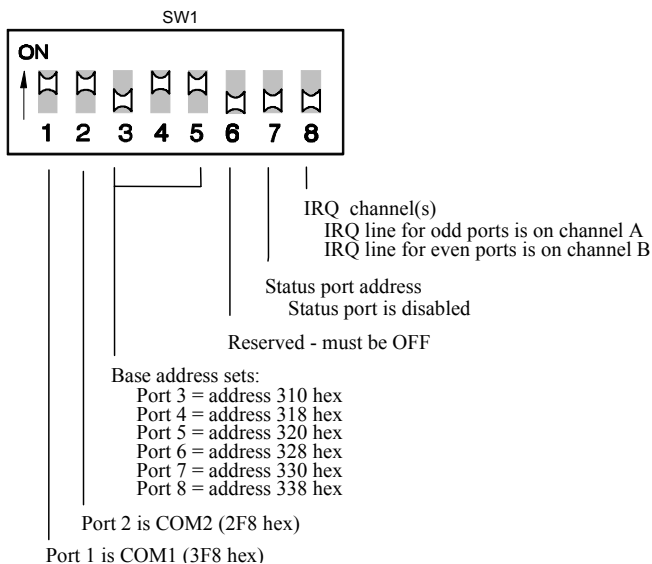 SW1
ON
1 2 3 4 5 6 7 8
IRQ channel(s)
IRQ line for odd ports is on channel A
IRQ line for even ports is on channel B
Status port address
Status port is disabled
Reserved - must be OFF
Base address sets:
Port 3 = address 310 hex
Port 4 = address 318 hex
Port 5 = address 320 hex
Port 6 = address 328 hex
Port 7 = address 330 hex
Port 8 = address 338 hex
Port 2 is COM2 (2F8 hex)
Port 1 is COM1 (3F8 hex)